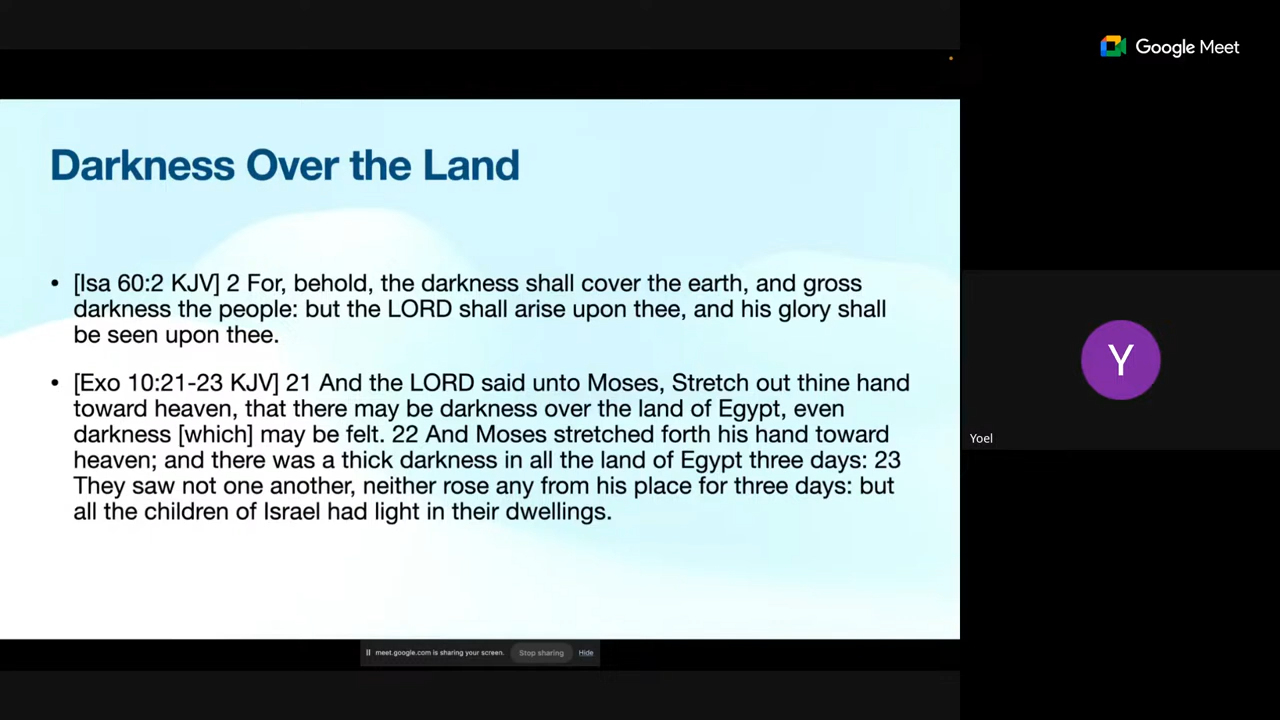 Google Meet
Darkness Over the Land
• [Isa 60:2 KJV] 2 For, behold, the darkness shall cover the earth, and gross
darkness the people: but the LORD shall arise upon thee, and his glory shall
be seen upon thee.
• [Exo 10:21-23 KJV] 21 And the LORD said unto Moses, Stretch out thine hand
toward heaven, that there may be darkness over the land of Egypt, even
darkness [which] may be felt. 22 And Moses stretched forth his hand toward
heaven; and there was a thick darkness in all the land of Egypt three days: 23
They saw not one another, neither rose any from his place for three days: but
all the children of Israel had light in their dwellings.
Y
Yoel
meet.google.com is sharing your screen. Stop sharing Hide